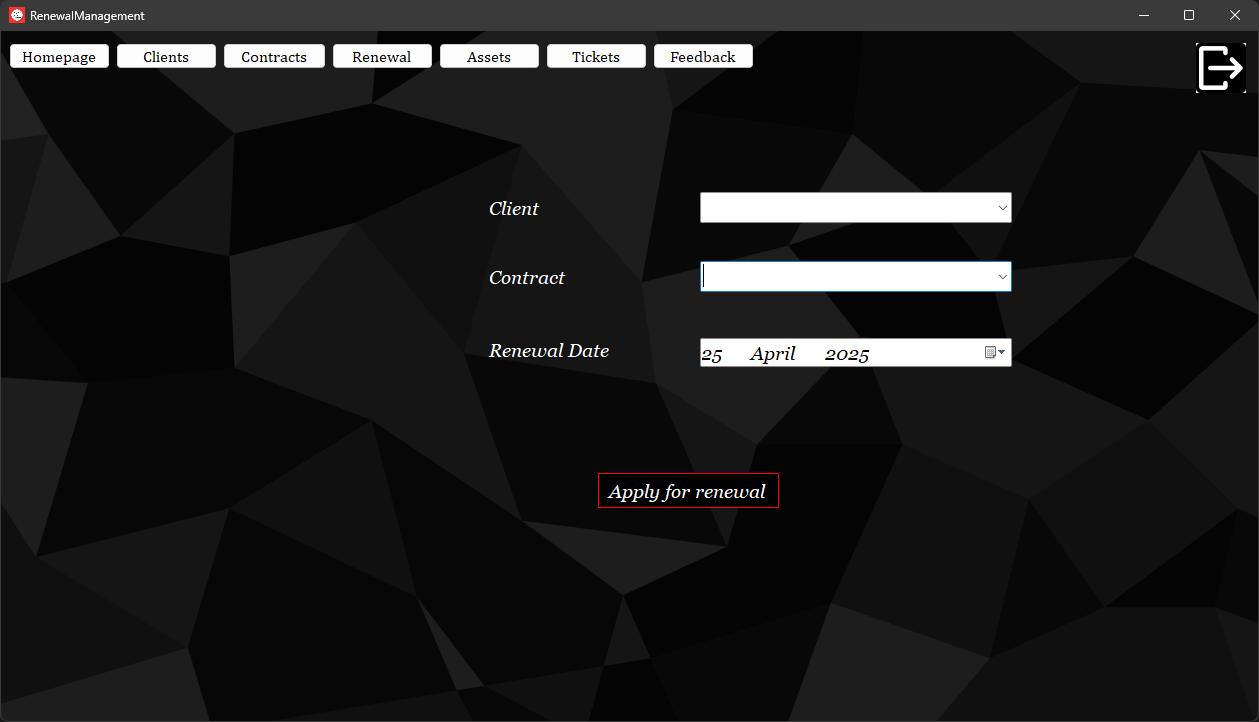 RenewalManagement
Homepage Clients Contracts Renewal Assets Tickets Feedback
Client
Contract
Renewal Date 25 April 2025
Apply for renewal